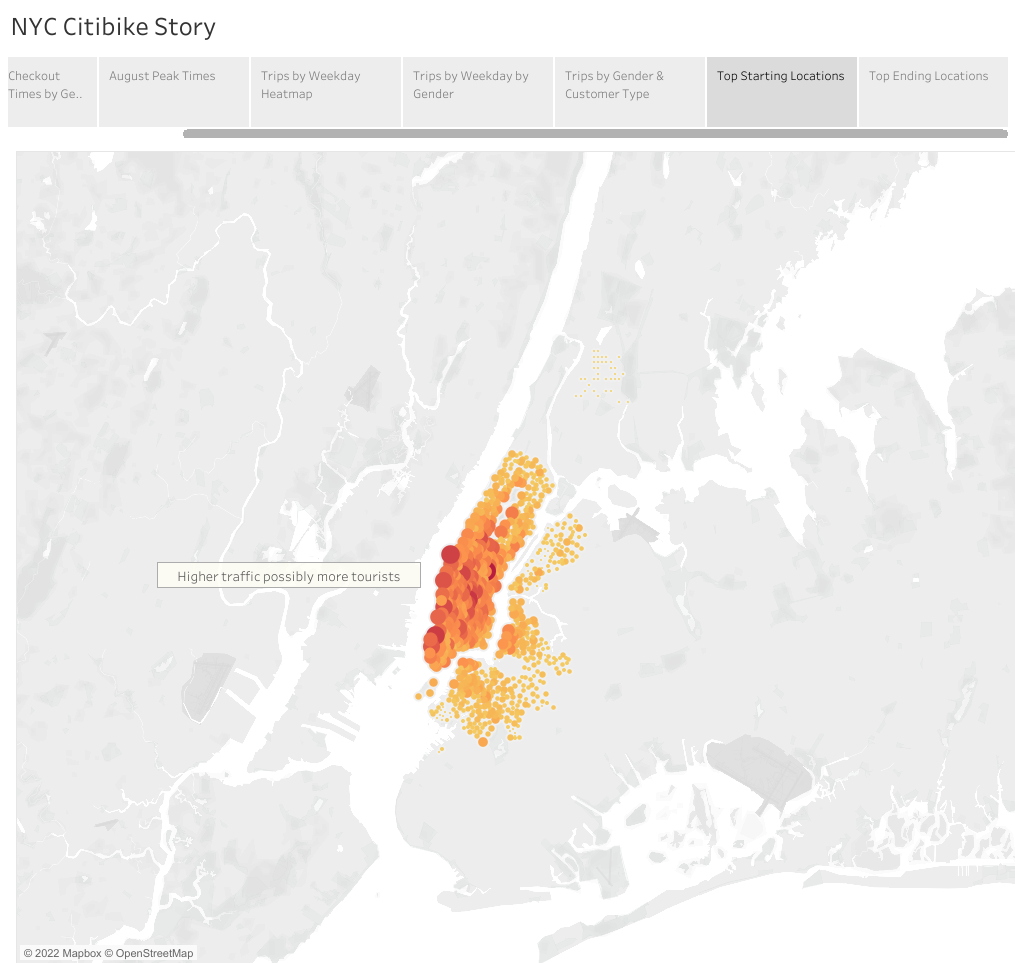 NYC Citibike Story
Checkout
Times by Ge..
August Peak Times
Trips by Weekday
Heatmap
Trips by Weekday by
Gender
Trips by Gender &
Customer Type
Top Starting Locations
Top Ending Locations
Higher traffic possibly more tourists
© 2022 Mapbox © OpenStreetMap